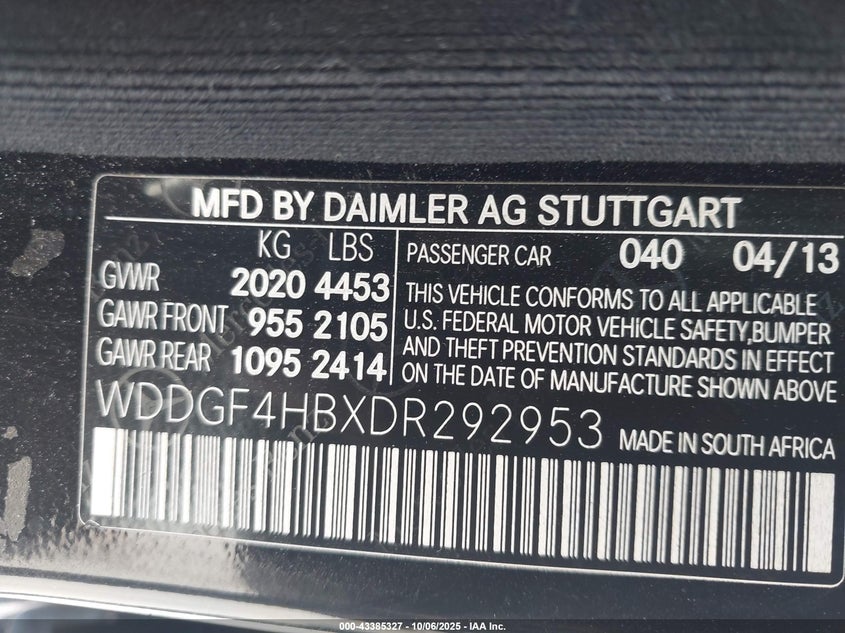 MFD BY DAIMLER AG STUTTGART
KG LBS
GVWR 2020 4453
GAWR FRONT 955 2105
GAWR REAR 1095 2414
PASSENGER CAR 040 04/13
THIS VEHICLE CONFORMS TO ALL APPLICABLE
U.S. FEDERAL MOTOR VEHICLE SAFETY,BUMPER
AND THEFT PREVENTION STANDARDS IN EFFECT
ON THE DATE OF MANUFACTURE SHOWN ABOVE
WDDGF4HBXDR292953 MADE IN SOUTH AFRICA
000-43385327 - 10/06/2025 - IAA Inc.